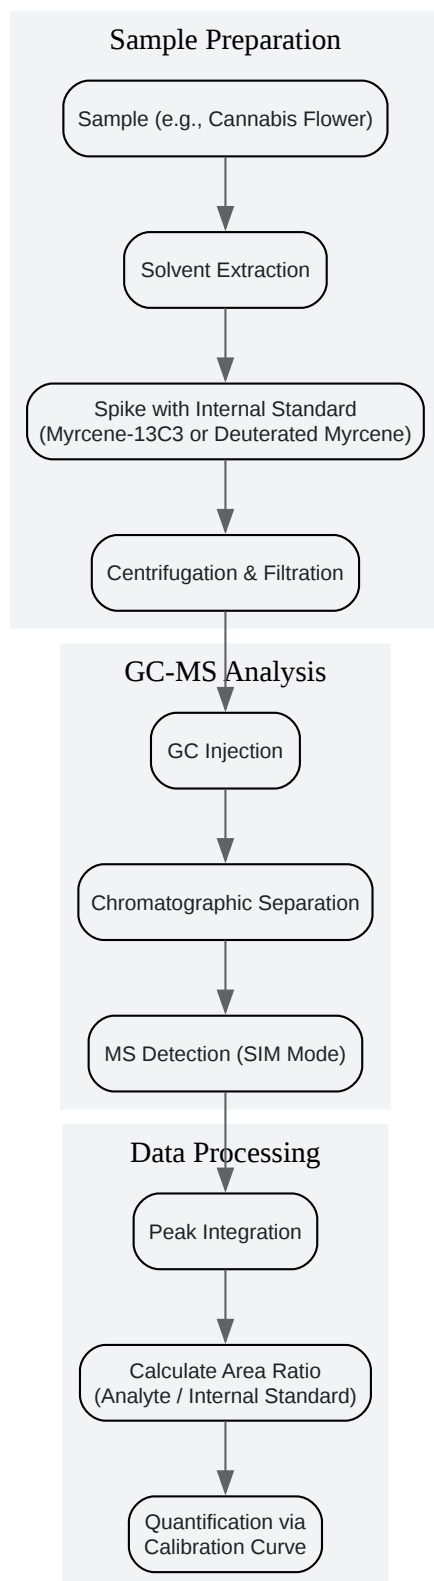 Sample Preparation
Sample (e.g., Cannabis Flower)
Solvent Extraction
Spike with Internal Standard
(Myrcene-13C3 or Deuterated Myrcene)
Centrifugation & Filtration
GC-MS Analysis
GC Injection
Chromatographic Separation
MS Detection (SIM Mode)
Data Processing
Peak Integration
Calculate Area Ratio
(Analyte / Internal Standard)
Quantification via
Calibration Curve